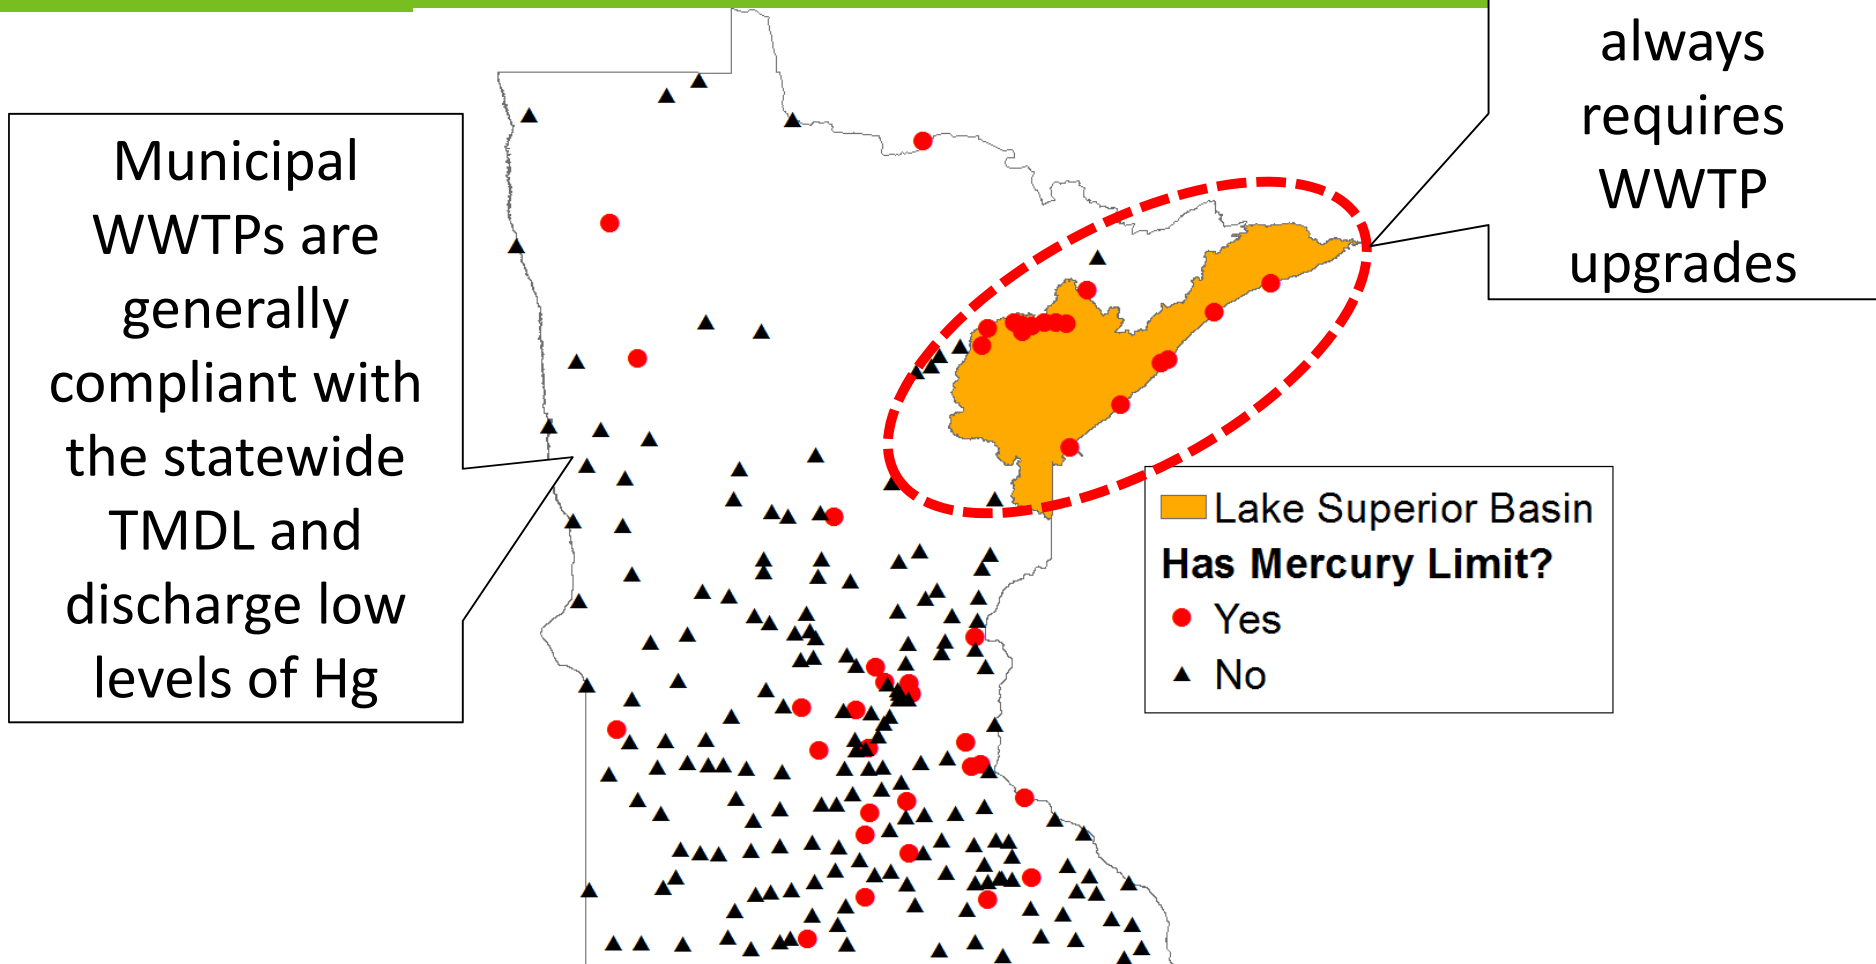 Municipal
WWTPs are
generally
compliant with
the statewide
TMDL and
discharge low
levels of Hg
always
requires
WWTP
upgrades
Lake Superior Basin
Has Mercury Limit?
Yes
No